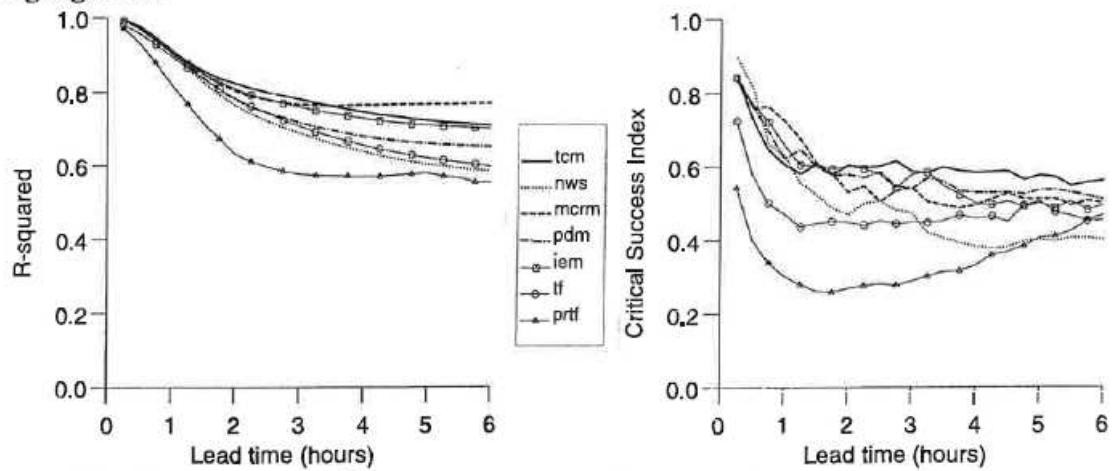 1.0
0.8
0.6
0.4
0.2
0.0
R-squared
0 1 2 3 4 5 6
Lead time (hours)
tcm
nws
mcrm
pdm
iem
tf
prtf
1.0
0.8
0.6
0.4
0.2
0.0
Critical Success Index
0 1 2 3 4 5 6
Lead time (hours)